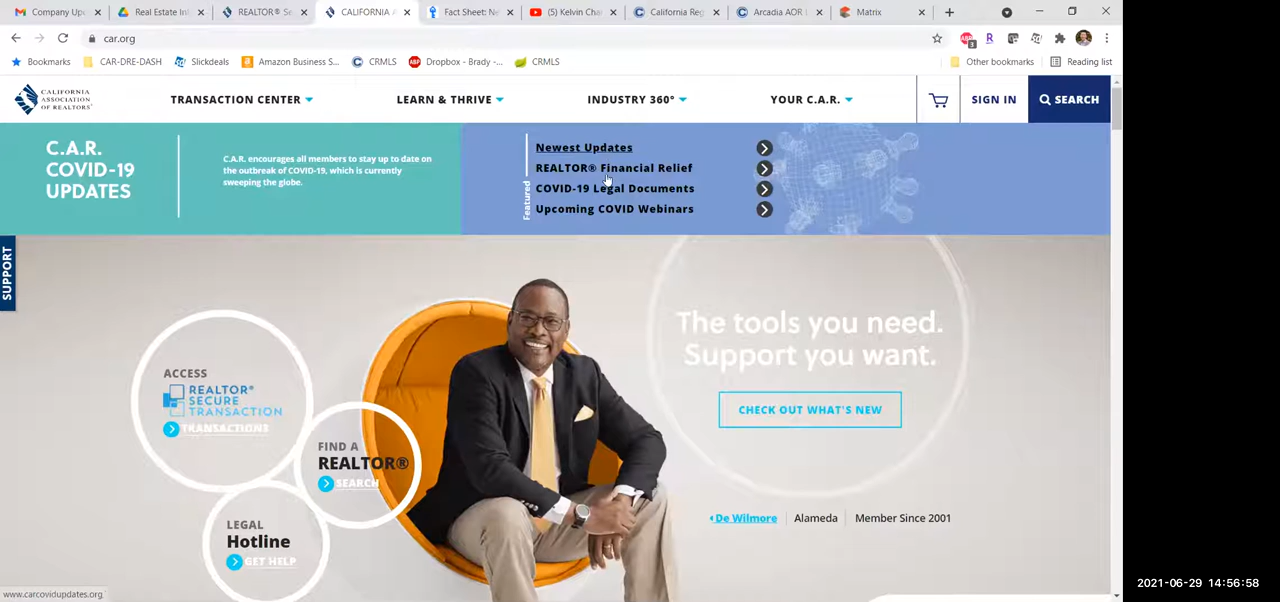 Company Up
Real Estate In
REALTOR® Se
CALIFORNIA A
Fact Sheet: Ne
(5) Kelvin Cha
California Reg
Arcadia AOR
Matrix
car.org
Bookmarks
CAR-DRE-DASH
Slickdeals
Amazon Business S...
CRMLS
Dropbox - Brady -...
CRMLS
Other bookmarks
Reading list
CALIFORNIA
ASSOCIATION
OF REALTORS®
TRANSACTION CENTER
LEARN & THRIVE
INDUSTRY 360°
YOUR C.A.R.
SIGN IN
SEARCH
C.A.R.
COVID-19
UPDATES
C.A.R. encourages all members to stay up to date on
the outbreak of COVID-19, which is currently
sweeping the globe.
Featured
Newest Updates
REALTOR® Financial Relief
COVID-19 Legal Documents
Upcoming COVID Webinars
SUPPORT
The tools you need.
Support you want.
CHECK OUT WHAT'S NEW
ACCESS
REALTOR®
SECURE
TRANSACTION
TRANSACTIONS
FIND A
REALTOR®
SEARCH
LEGAL
Hotline
GET HELP
De Wilmore
Alameda
Member Since 2001
www.carcovidupdates.org
2021-06-29 14:56:58